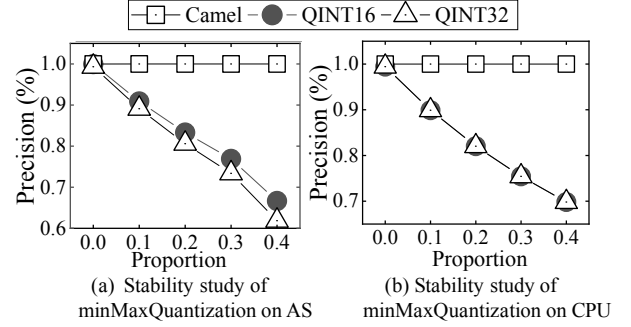 Camel QINT16 QINT32
Precision (%)
1.0
0.9
0.8
0.7
0.6
0.0 0.1 0.2 0.3 0.4
Proportion
(a) Stability study of
minMaxQuantization on AS
Precision (%)
1.0
0.9
0.8
0.7
0.0 0.1 0.2 0.3 0.4
Proportion
(b) Stability study of
minMaxQuantization on CPU